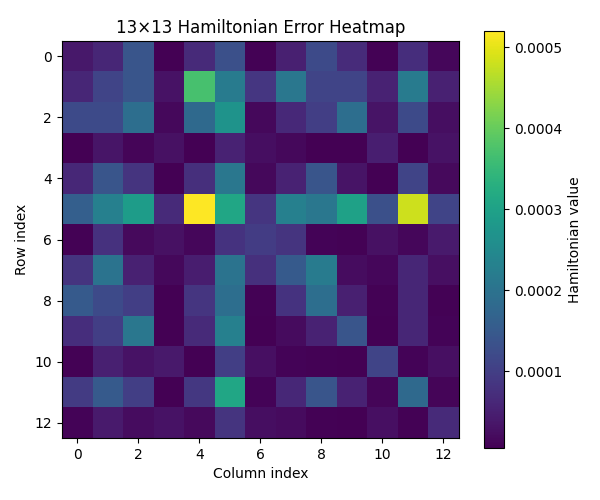 13×13 Hamiltonian Error Heatmap
0
2
4
6
8
10
12
Row index
0 2 4 6 8 10 12
Column index
0.0005
0.0004
0.0003
0.0002
0.0001
Hamiltonian value